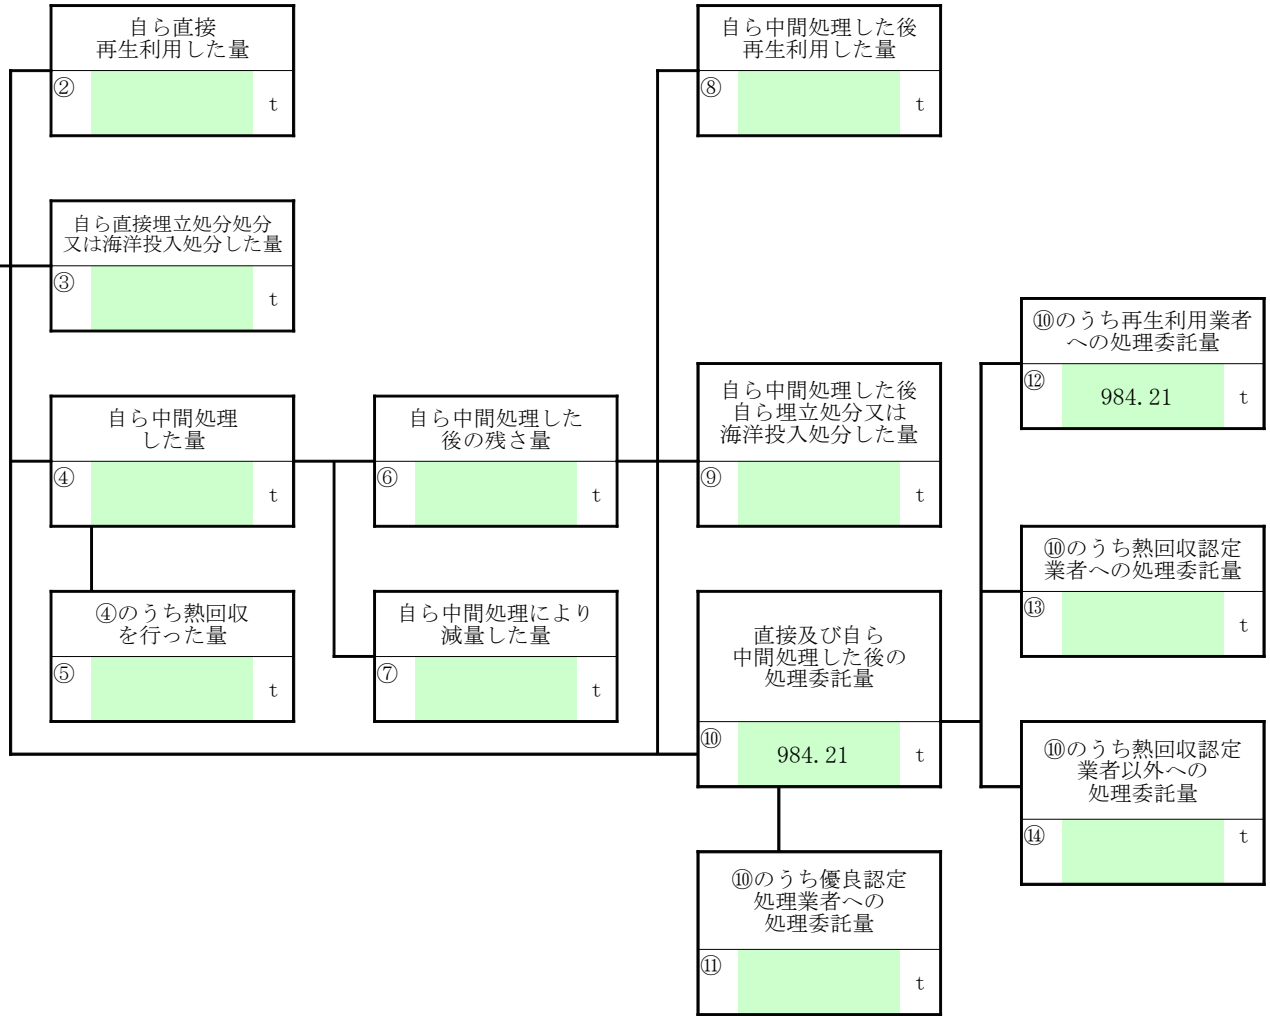 自ら直接
再生利用した量
②
t
自ら中間処理した後
再生利用した量
⑧
t
自ら直接埋立処分処分
又は海洋投入処分した量
③
t
⑩のうち再生利用業者
への処理委託量
⑫
984.21
t
自ら中間処理
した量
④
t
自ら中間処理した
後の残さ量
⑥
t
自ら中間処理した後
自ら埋立処分又は
海洋投入処分した量
⑨
t
⑩のうち熱回収認定
業者への処理委託量
⑬
t
④のうち熱回収
を行った量
⑤
t
自ら中間処理により
減量した量
⑦
t
直接及び自ら
中間処理した後の
処理委託量
⑩
984.21
t
⑩のうち熱回収認定
業者以外への
処理委託量
⑭
t
⑩のうち優良認定
処理業者への
処理委託量
⑪
t